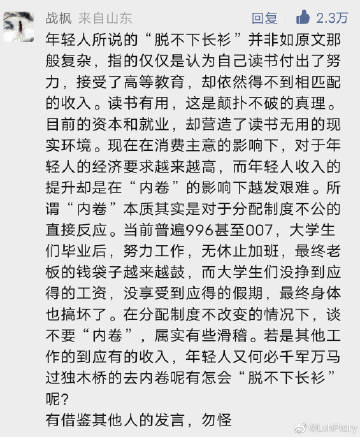 战枫 来自山东 回复 2.3万
年轻人所说的“脱不下长衫”并非如原文那
般复杂，指的仅仅是认为自己读书付出了努
力，接受了高等教育，却依然得不到相匹配
的收入。读书有用，这是颠扑不破的真理。
目前的资本和就业，却营造了读书无用的现
实环境。现在在消费主意的影响下，对于年
轻人的经济要求越来越高，而年轻人收入的
提升却是在“内卷”的影响下越发艰难。所
谓“内卷”本质其实是对于分配制度不公的
直接反应。当前普遍996甚至007，大学生
们毕业后，努力工作，无休止加班，最终老
板的钱袋子越来越鼓，而大学生们没挣到应
得的工资，没享受到应得的假期，最终身体
也搞坏了。在分配制度不改变的情况下，谈
不要“内卷”，属实有些滑稽。若是其他工
作的到应有的收入，年轻人又何必千军万马
过独木桥的去内卷呢有怎会“脱不下长衫”
呢？
有借鉴其他人的发言，勿怪